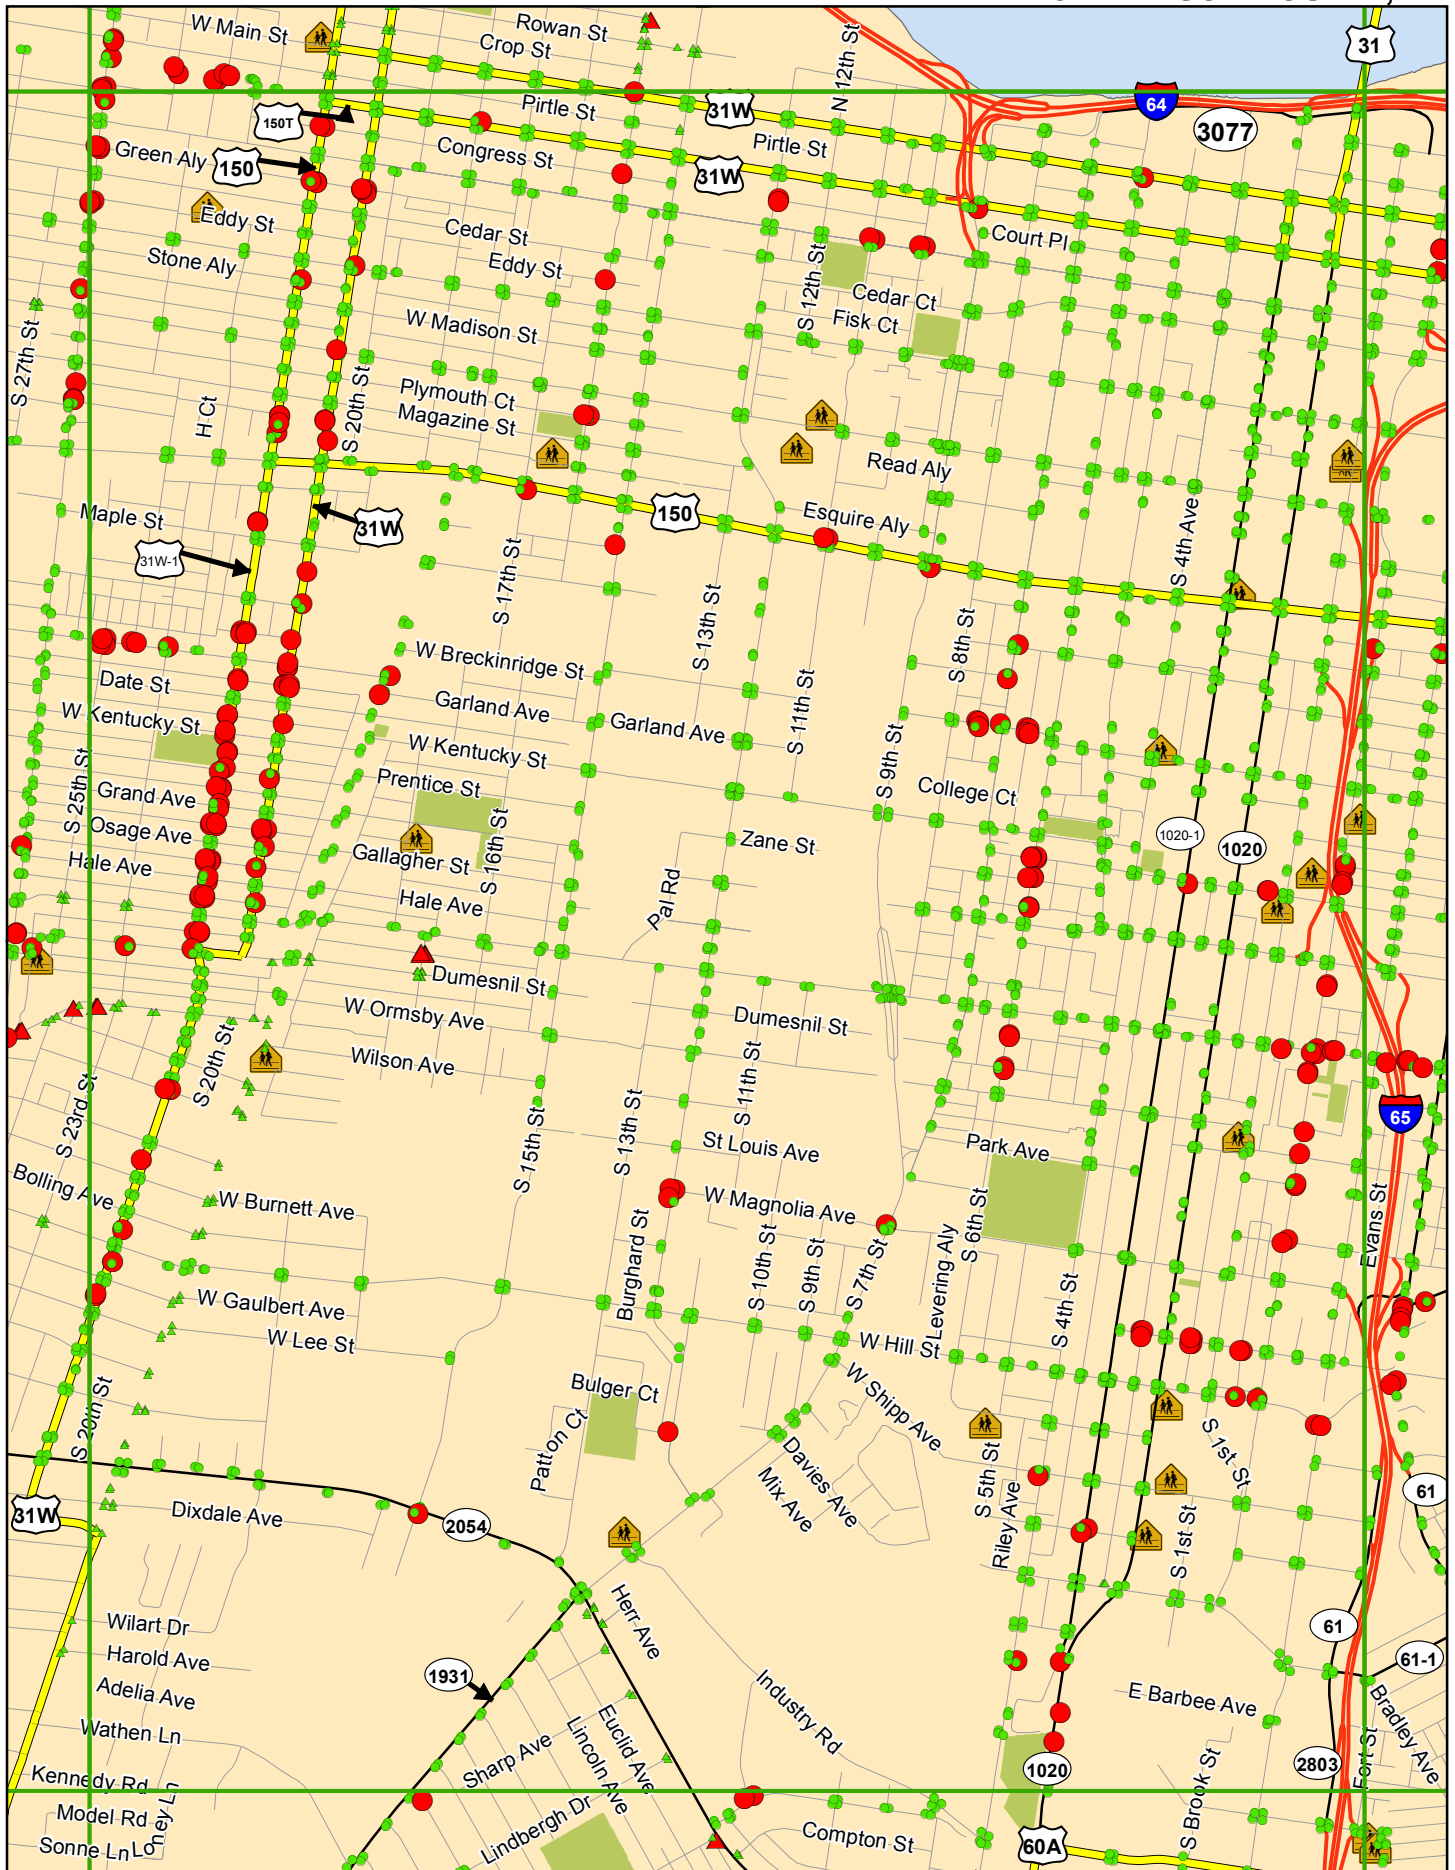 W Main St
Rowan St
Crop St
N 12th St
31
64
3077
31W
Pirtle St
Pirtle St
150T
Green Aly
150
Congress St
31W
Eddy St
Cedar St
Court Pl
Stone Aly
Eddy St
S 12th St
Cedar Ct
Fisk Ct
W Madison St
S 27th St
H Ct
S 20th St
Plymouth Ct
Magazine St
Read Aly
Maple St
31W
150
Esquire Aly
31W-1
S 4th Ave
S 17th St
S 13th St
S 8th St
W Breckinridge St
Date St
Garland Ave
Garland Ave
S 11th St
W Kentucky St
W Kentucky St
S 9th St
S 25th St
Prentice St
College Ct
Grand Ave
Osage Ave
S 16th St
Zane St
1020-1
1020
Hale Ave
Gallagher St
Hale Ave
Pal Rd
Dumesnil St
W Ormsby Ave
Dumesnil St
S 20th St
Wilson Ave
S 11th St
S 23rd St
S 15th St
S 13th St
65
St Louis Ave
Park Ave
Bolling Ave
W Burnett Ave
W Magnolia Ave
S 6th St
Evans St
Burghard St
S 10th St
S 9th St
S 7th St
Levering Aly
S 4th St
W Gaulbert Ave
W Lee St
W Hill St
W Shipp Ave
Bulger Ct
S 20th St
Patton Ct
Davies Ave
Mix Ave
S 5th St
S 1st St
Riley Ave
S 1st St
61
31W
Dixdale Ave
2054
Herr Ave
Wilart Dr
Harold Ave
Adelia Ave
1931
61
61-1
Wathen Ln
Industry Rd
E Barbee Ave
Bradley Ave
Euclid Ave
Lincoln Ave
Sharp Ave
Kennedy Rd
1020
2803
Fort St
Model Rd
Loney Ln
Sonne Ln
Lindbergh Dr
Compton St
S Brook St
60A